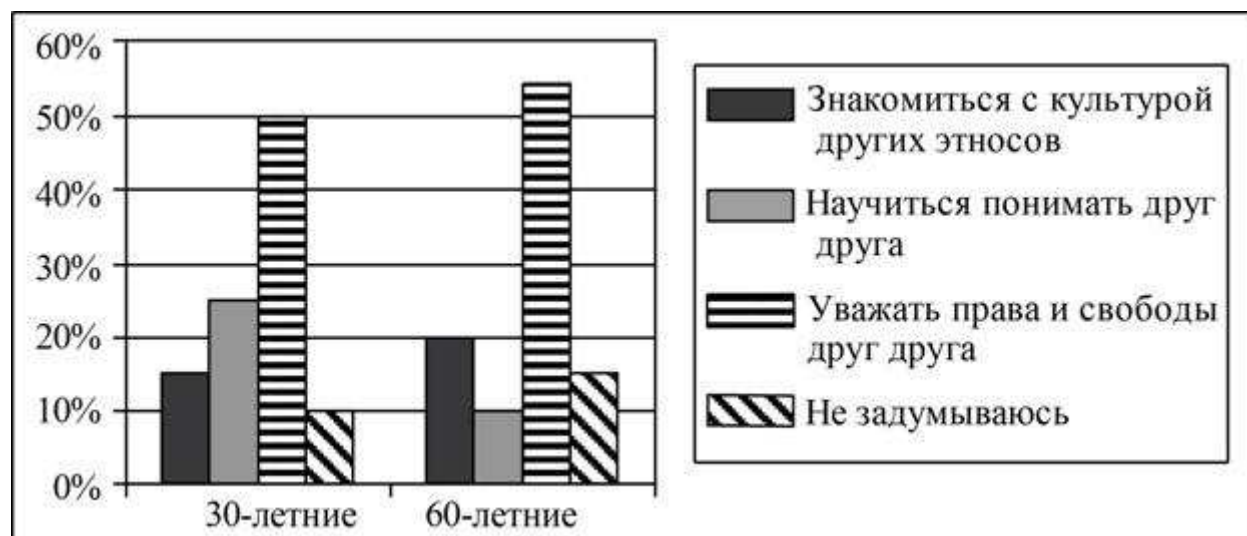 60%
50%
40%
30%
20%
10%
0%
30-летние
60-летние
Знакомиться с культурой
других этносов
Научиться понимать друг
друга
Уважать права и свободы
друг друга
Не задумываюсь